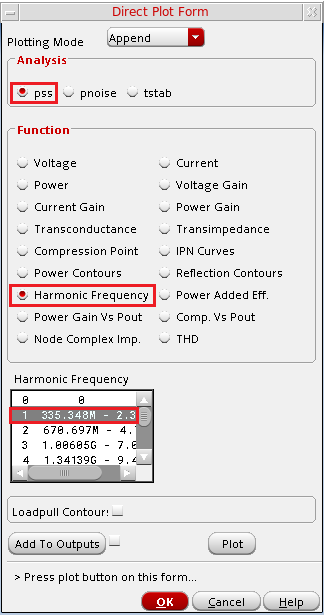 Direct Plot Form
Plotting Mode Append
Analysis
pss pnoise tstab
Function
Voltage Current
Power Voltage Gain
Current Gain Power Gain
Transconductance Transimpedance
Compression Point IPN Curves
Power Contours Reflection Contours
Harmonic Frequency Power Added Eff.
Power Gain Vs Pout Comp. Vs Pout
Node Complex Imp. THD
Harmonic Frequency
0 0
1 335.348M - 2.3
2 670.697M - 4.
3 1.00605G - 7.0
4 1.34139G - 9.4
Loadpull Contour
Add To Outputs Plot
> Press plot button on this form...
OK Cancel Help